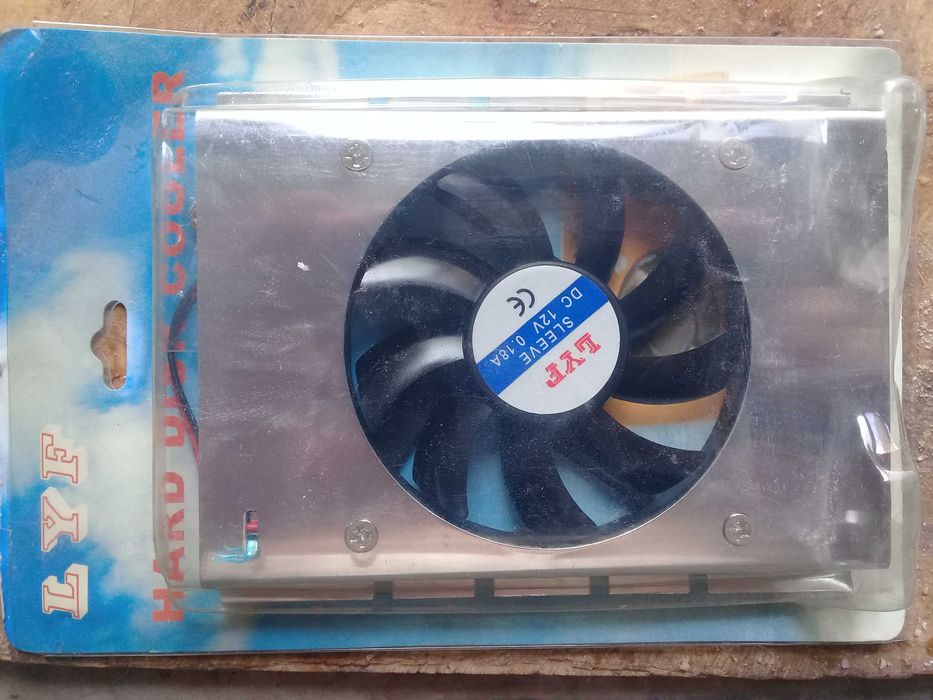 LYF
HARD DISK COOLER
LYF
SLEEVE
DC 12V 0.18A
CE